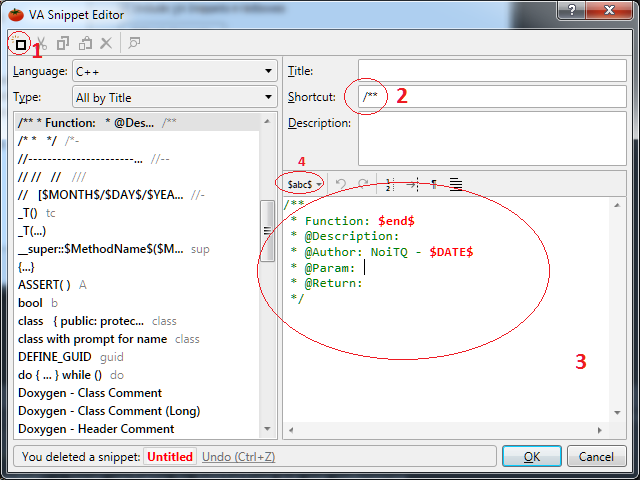 VA Snippet Editor
1
Language: C++
Type: All by Title
/** * Function:   * @Des... /**
/* *   */ /*-
//-----------------------... //--
// //   //   ///
//   [$MONTH$/$DAY$/$YEA... //-
_T() tc
_T(...)
__super::$MethodName$($M... sup
{...}
ASSERT( ) A
bool b
class   { public: protec... class
class with prompt for name class
DEFINE_GUID guid
do { ... } while () do
Doxygen - Class Comment
Doxygen - Class Comment (Long)
Doxygen - Header Comment
Title:
Shortcut: /** 2
Description:
4
$abc$
/**
* Function: $end$
* @Description:
* @Author: NoiTQ - $DATE$
* @Param:
* @Return:
*/
3
You deleted a snippet: Untitled Undo (Ctrl+Z)
OK Cancel